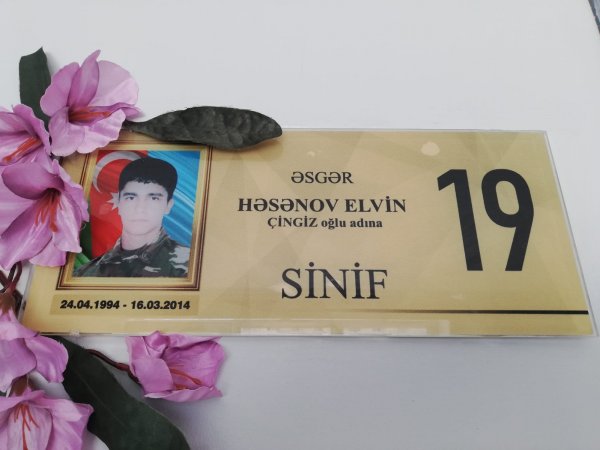 ƏSGƏR
HƏSƏNOV ELVİN
ÇİNGİZ oğlu adına
SİNİF
19
24.04.1994 - 16.03.2014